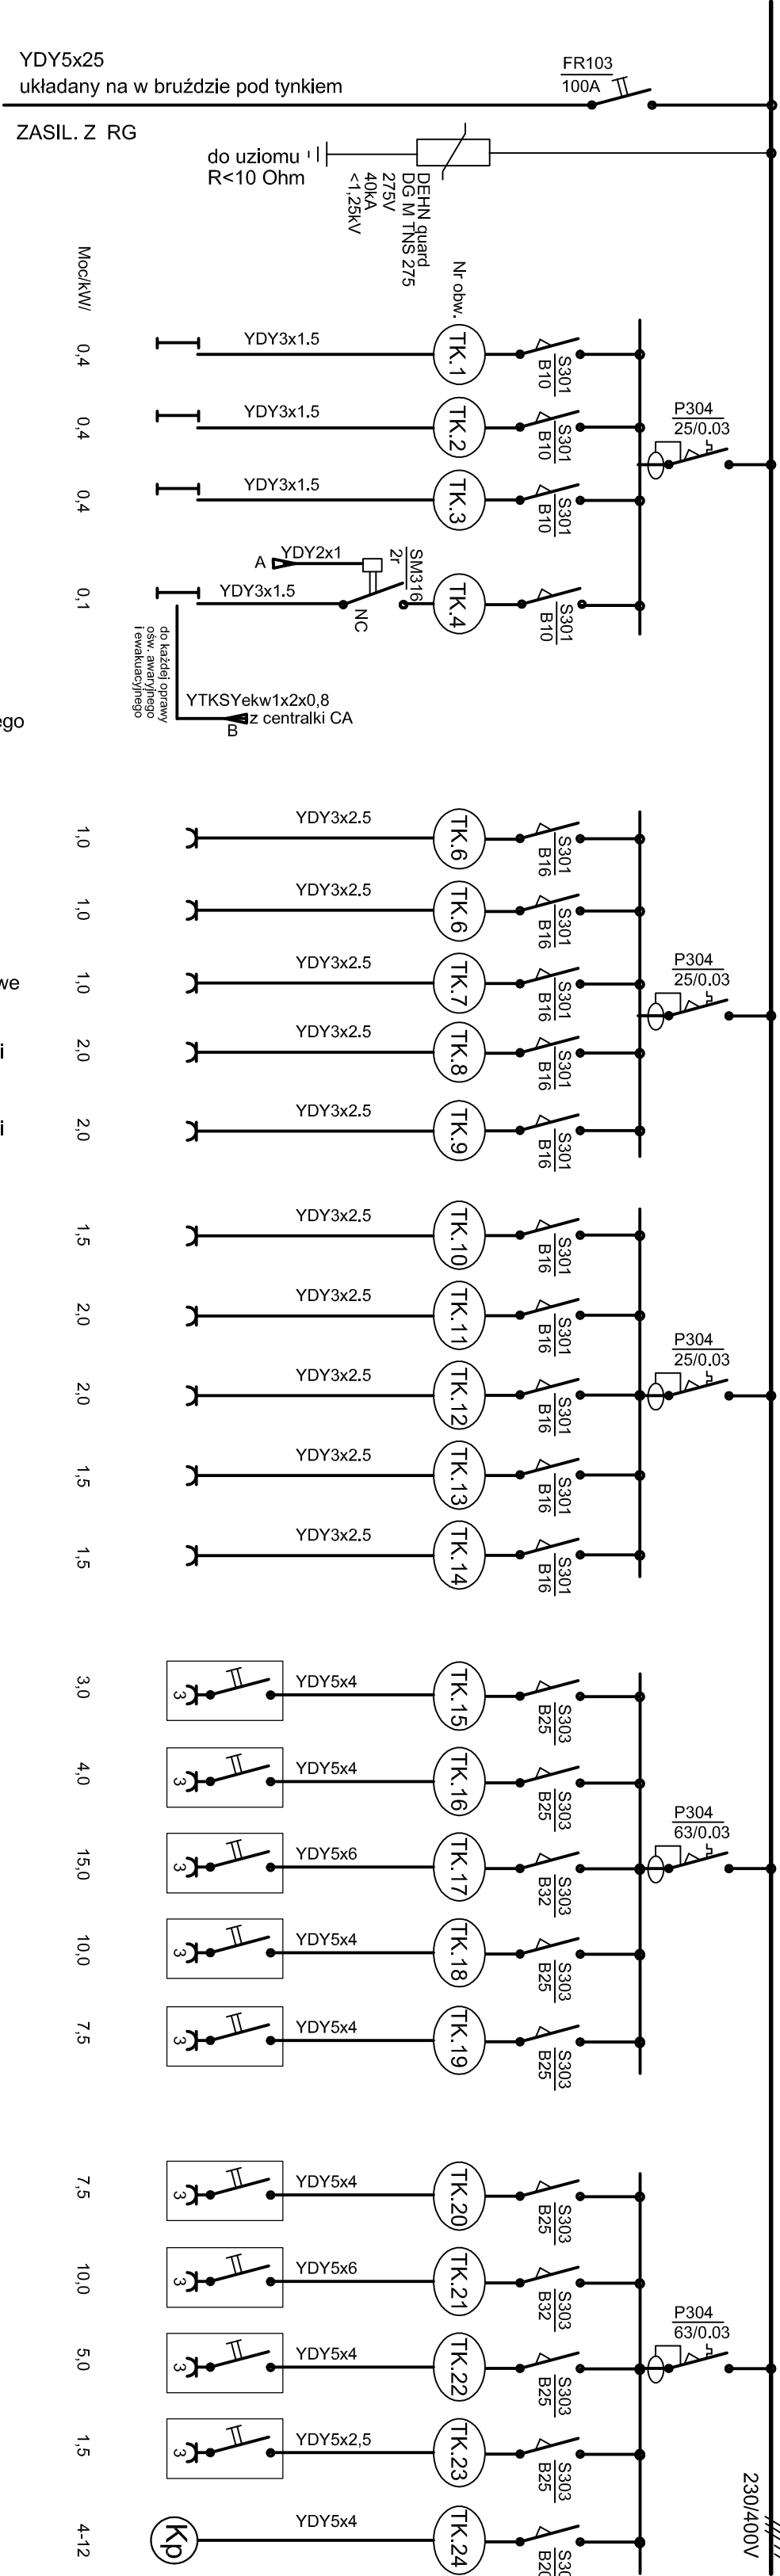 YDY5x25
układany na w bruździe pod tynkiem
ZASIL. Z RG
FR103
100A
do uziomu
R<10 Ohm
DEHN quard
DG M TNS 275
275V
40kA
<1,25kV
Moc/kW/
Nr obw.
0,4
YDY3x1.5
TK.1
S301
B10
0,4
YDY3x1.5
TK.2
S301
B10
P304
25/0.03
0,4
YDY3x1.5
TK.3
S301
B10
0,1
A
YDY2x1
YDY3x1.5
SM316
2r
NC
TK.4
S301
B10
do każdej oprawy
ośw. awaryjnego
i ewakuacyjnego
YTKSYekw1x2x0,8
z centralki CA
B
ego
1,0
YDY3x2.5
TK.6
S301
B16
1,0
YDY3x2.5
TK.6
S301
B16
we
1,0
YDY3x2.5
TK.7
S301
B16
P304
25/0.03
i
2,0
YDY3x2.5
TK.8
S301
B16
i
2,0
YDY3x2.5
TK.9
S301
B16
1,5
YDY3x2.5
TK.10
S301
B16
2,0
YDY3x2.5
TK.11
S301
B16
2,0
YDY3x2.5
TK.12
S301
B16
P304
25/0.03
1,5
YDY3x2.5
TK.13
S301
B16
1,5
YDY3x2.5
TK.14
S301
B16
3,0
3
YDY5x4
TK.15
S303
B25
4,0
3
YDY5x4
TK.16
S303
B25
15,0
3
YDY5x6
TK.17
S303
B32
P304
63/0.03
10,0
3
YDY5x4
TK.18
S303
B25
7,5
3
YDY5x4
TK.19
S303
B25
7,5
3
YDY5x4
TK.20
S303
B25
10,0
3
YDY5x6
TK.21
S303
B32
5,0
3
YDY5x4
TK.22
S303
B25
P304
63/0.03
1,5
3
YDY5x2,5
TK.23
S303
B25
4-12
Kp
YDY5x4
TK.24
230/400V